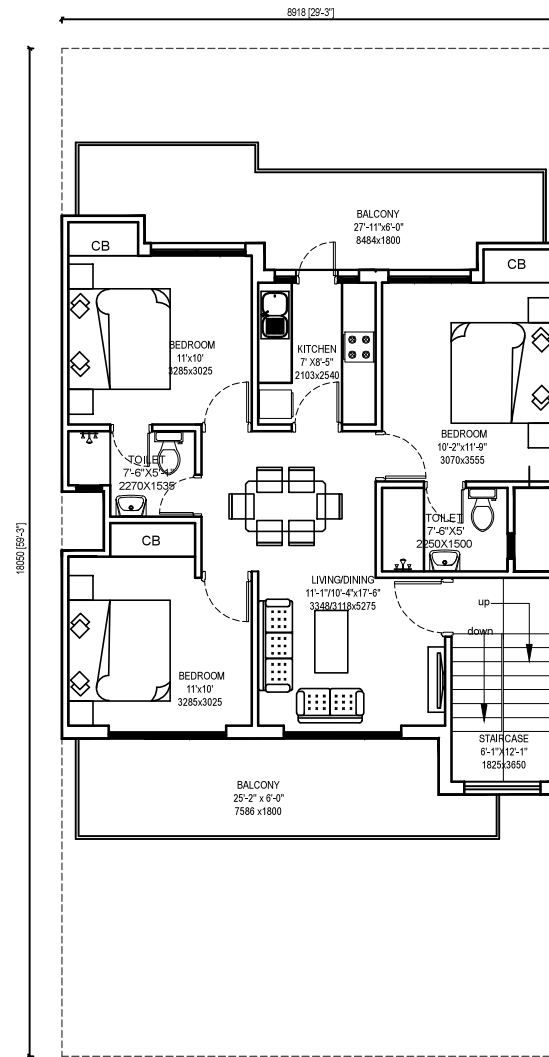 8918 [29'-3"]
BALCONY
27'-11"x6'-0"
8484x1800
CB
CB
BEDROOM
11'x10'
3285x3025
KITCHEN
7' X8'-5"
2103x2540
BEDROOM
10'-2"x11'-9"
3070x3555
TOILET
7'-6"X5'-1"
2270X1535
TOILET
7'-6"X5'
2250X1500
CB
18050 [59'-3"]
LIVING/DINING
11'-1"/10'-4"x17'-6"
3348/3118x5275
up
down
BEDROOM
11'x10'
3285x3025
STAIRCASE
6'-1"X12'-1"
1825x3650
BALCONY
25'-2" x 6'-0"
7586 x1800